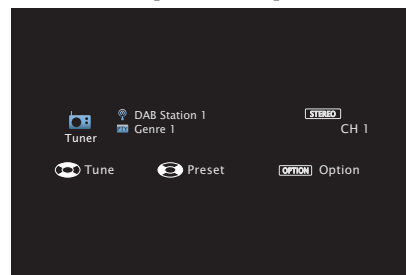 DAB Station 1
STEREO
Genre 1
CH 1
Tuner
Tune
Preset
OPTION Option